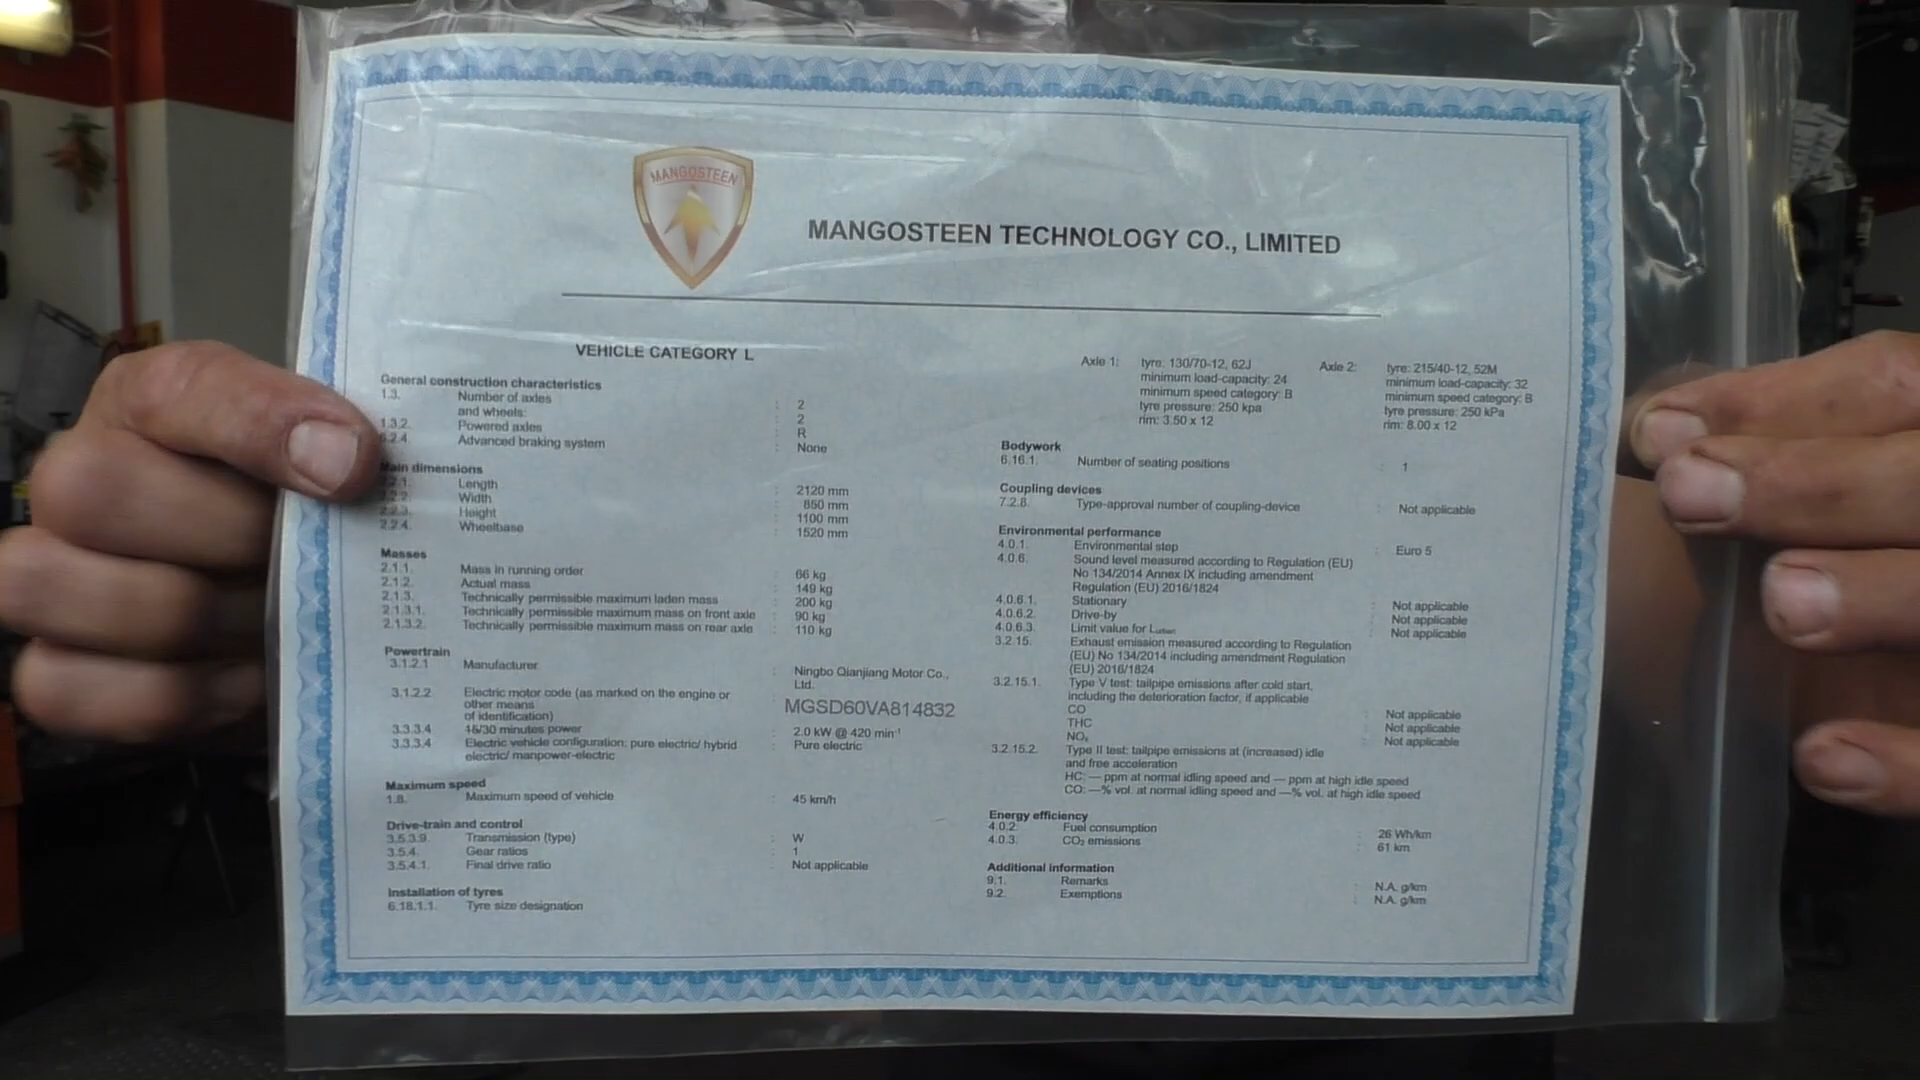 MANGOSTEEN
MANGOSTEEN TECHNOLOGY CO., LIMITED
VEHICLE CATEGORY L
General construction characteristics
1.3. Number of axles : 2
and wheels: : 2
1.3.2. Powered axles : R
6.2.4. Advanced braking system : None
Main dimensions
2.2.1. Length : 2120 mm
2.2.2. Width : 850 mm
2.2.3. Height : 1100 mm
2.2.4. Wheelbase : 1520 mm
Masses
2.1.1. Mass in running order : 66 kg
2.1.2. Actual mass : 149 kg
2.1.3. Technically permissible maximum laden mass : 200 kg
2.1.3.1. Technically permissible maximum mass on front axle : 90 kg
2.1.3.2. Technically permissible maximum mass on rear axle : 110 kg
Powertrain
3.1.2.1 Manufacturer : Ningbo Qianjiang Motor Co.,
Ltd.
3.1.2.2. Electric motor code (as marked on the engine or
other means
of identification) : MGSD60VA814832
3.3.3.4 15/30 minutes power : 2.0 kW @ 420 min-1
3.3.3.4 Electric vehicle configuration: pure electric/ hybrid : Pure electric
electric/ manpower-electric
Maximum speed
1.8. Maximum speed of vehicle : 45 km/h
Drive-train and control
3.5.3.9. Transmission (type) : W
3.5.4. Gear ratios : 1
3.5.4.1. Final drive ratio : Not applicable
Installation of tyres
6.18.1.1. Tyre size designation
Axle 1: tyre: 130/70-12, 62J
minimum load-capacity: 24
minimum speed category: B
tyre pressure: 250 kpa
rim: 3.50 x 12
Axle 2: tyre: 215/40-12, 52M
minimum load-capacity: 32
minimum speed category: B
tyre pressure: 250 kPa
rim: 8.00 x 12
Bodywork
6.16.1. Number of seating positions : 1
Coupling devices
7.2.8. Type-approval number of coupling-device : Not applicable
Environmental performance
4.0.1. Environmental step : Euro 5
4.0.6. Sound level measured according to Regulation (EU)
No 134/2014 Annex IX including amendment
Regulation (EU) 2016/1824
4.0.6.1. Stationary : Not applicable
4.0.6.2. Drive-by : Not applicable
4.0.6.3. Limit value for Lurban : Not applicable
3.2.15. Exhaust emission measured according to Regulation
(EU) No 134/2014 including amendment Regulation
(EU) 2016/1824
3.2.15.1. Type V test: tailpipe emissions after cold start,
including the deterioration factor, if applicable
CO : Not applicable
THC : Not applicable
NOx : Not applicable
3.2.15.2. Type II test: tailpipe emissions at (increased) idle
and free acceleration
HC: — ppm at normal idling speed and — ppm at high idle speed
CO: —% vol. at normal idling speed and —% vol. at high idle speed
Energy efficiency
4.0.2. Fuel consumption : 26 Wh/km
4.0.3. CO2 emissions : 61 km
Additional information
9.1. Remarks : N.A. g/km
9.2. Exemptions : N.A. g/km